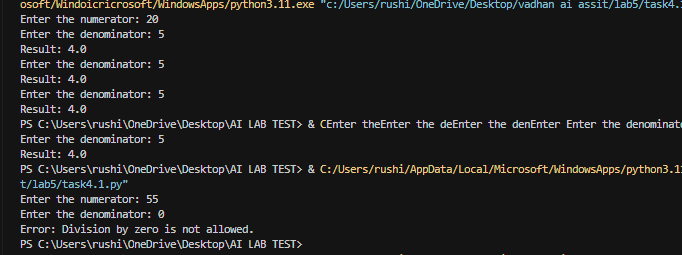 osoft/Windoicricrosoft/WindowsApps/python3.11.exe "c:/Users/rushi/OneDrive/Desktop/vadhan ai assit/lab5/task4.1
Enter the numerator: 20
Enter the denominator: 5
Result: 4.0
Enter the denominator: 5
Result: 4.0
Result: 4.0
Enter the denominator: 5
Result: 4.0
PS C:\Users\rushi\OneDrive\Desktop\AI LAB TEST> & CEnter theEnter the deEnter the denEnter Enter the denominato
Enter the denominator: 5
Result: 4.0
PS C:\Users\rushi\OneDrive\Desktop\AI LAB TEST> & C:/Users/rushi/AppData/Local/Microsoft/WindowsApps/python3.11
t/lab5/task4.1.py"
Enter the numerator: 55
Enter the denominator: 0
Error: Division by zero is not allowed.
PS C:\Users\rushi\OneDrive\Desktop\AI LAB TEST>